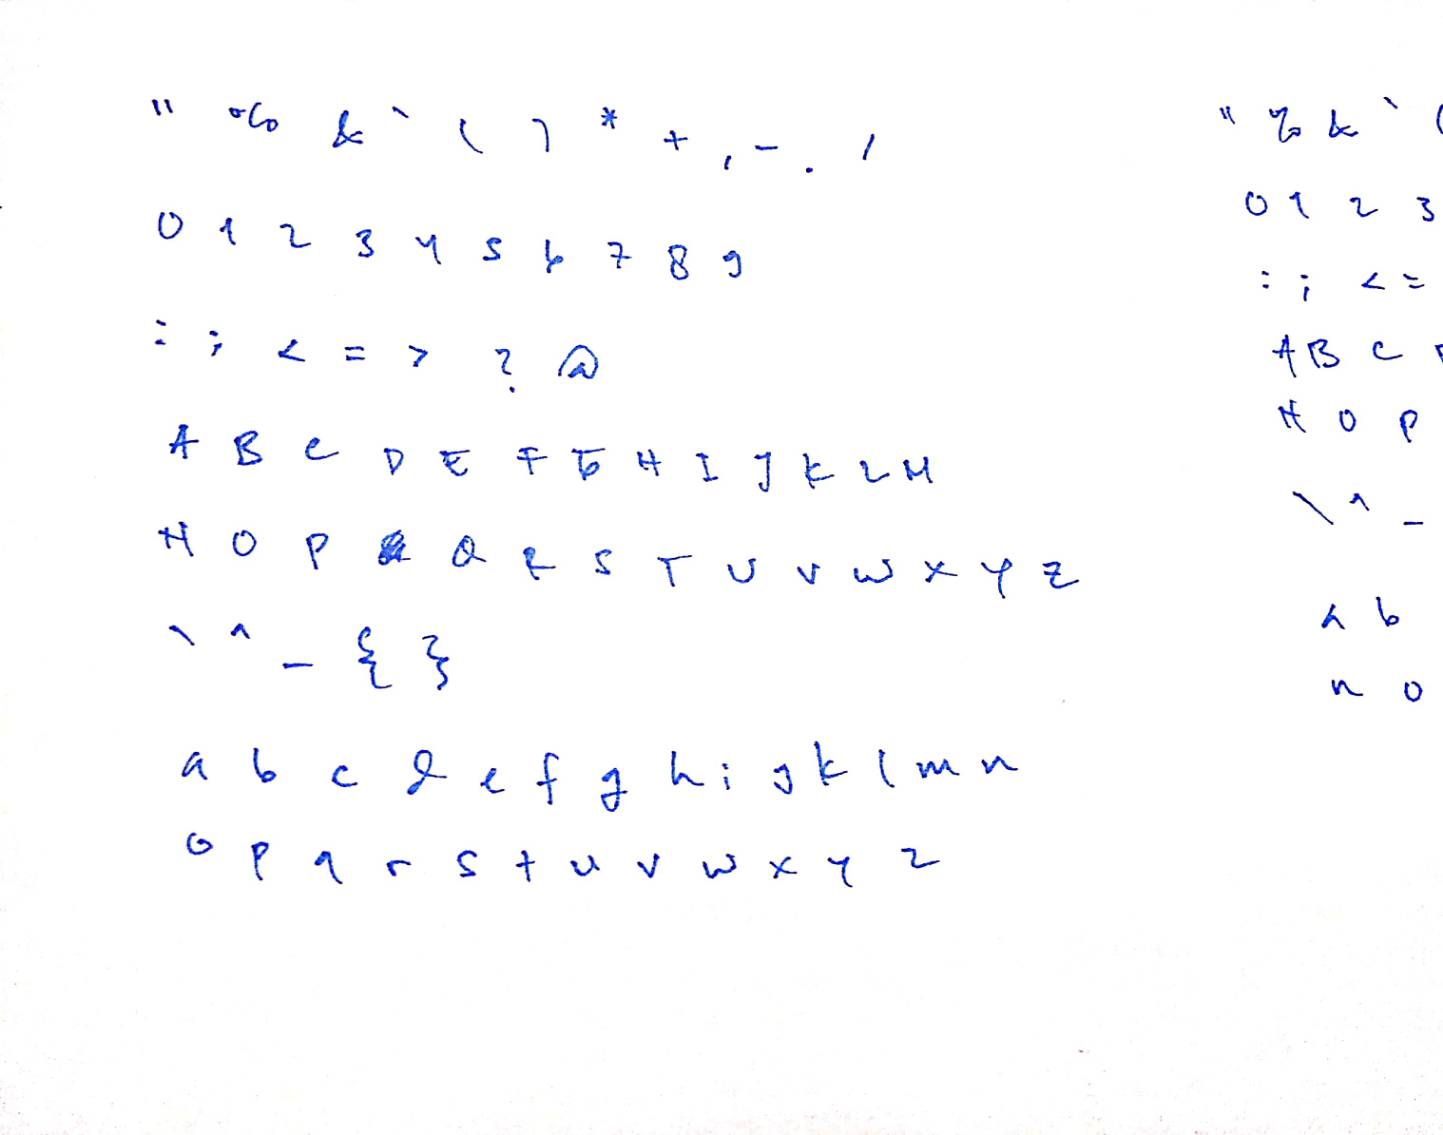 " % & ` ( ) * + , - . /
0 1 2 3 4 5 6 7 8 9
: ; < = > ? @
A B C D E F G H I J K L M
N O P Q R S T U V W X Y Z
\ ^ _ { }
a b c d e f g h i j k l m n
o p q r s t u v w x y z
" % & ` (
0 1 2 3
: ; < =
A B C D
N O P
\ ^ _
a b
n o